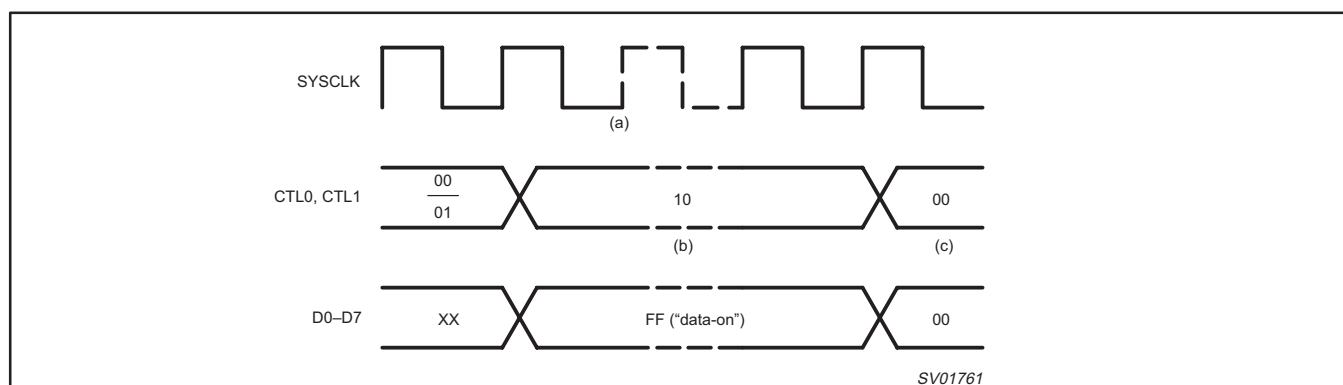 SYSCLK
(a)
CTL0, CTL1
00
01
10
00
(b)
(c)
D0–D7
XX
FF (“data-on”)
00
SV01761